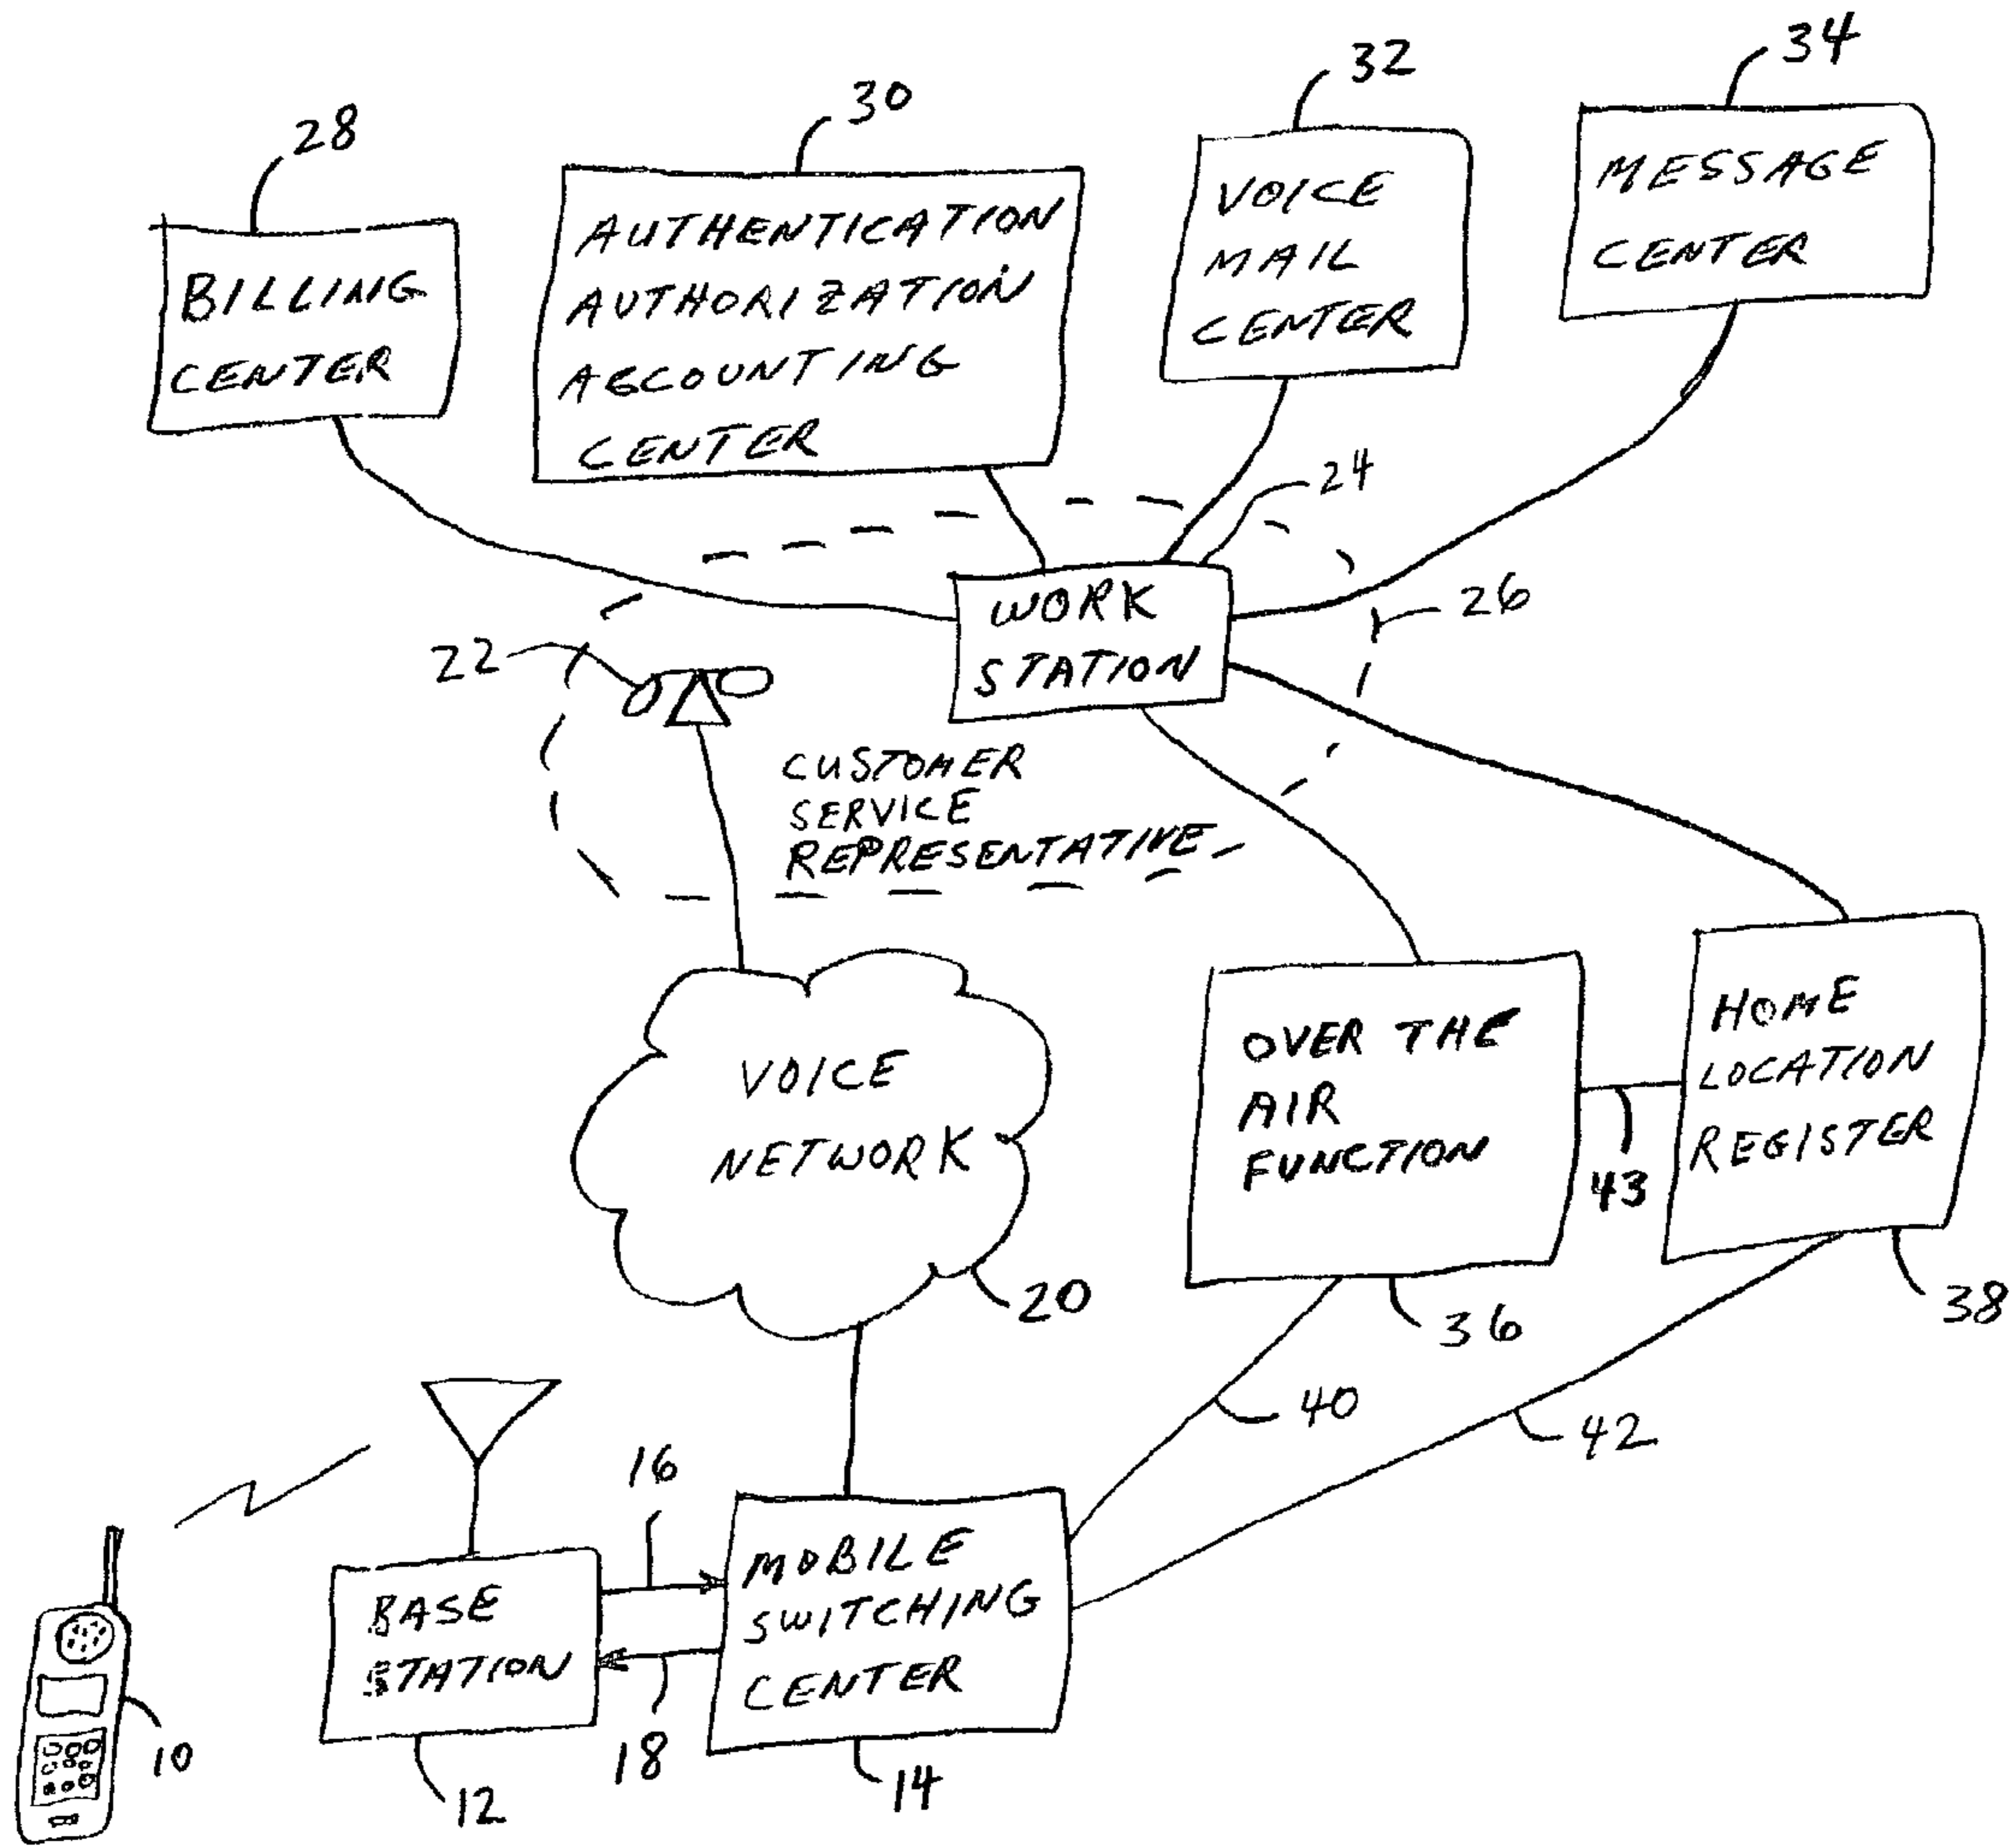 34
32
30
28
MESSAGE
CENTER
VOICE
MAIL
CENTER
AUTHENTICATION
AUTHORIZATION
ACCOUNTING
CENTER
BILLING
CENTER
24
WORK
STATION
26
22
CUSTOMER
SERVICE
REPRESENTATIVE
VOICE
NETWORK
20
OVER THE
AIR
FUNCTION
36
43
HOME
LOCATION
REGISTER
38
40
42
16
MOBILE
SWITCHING
CENTER
14
BASE
STATION
12
18
10